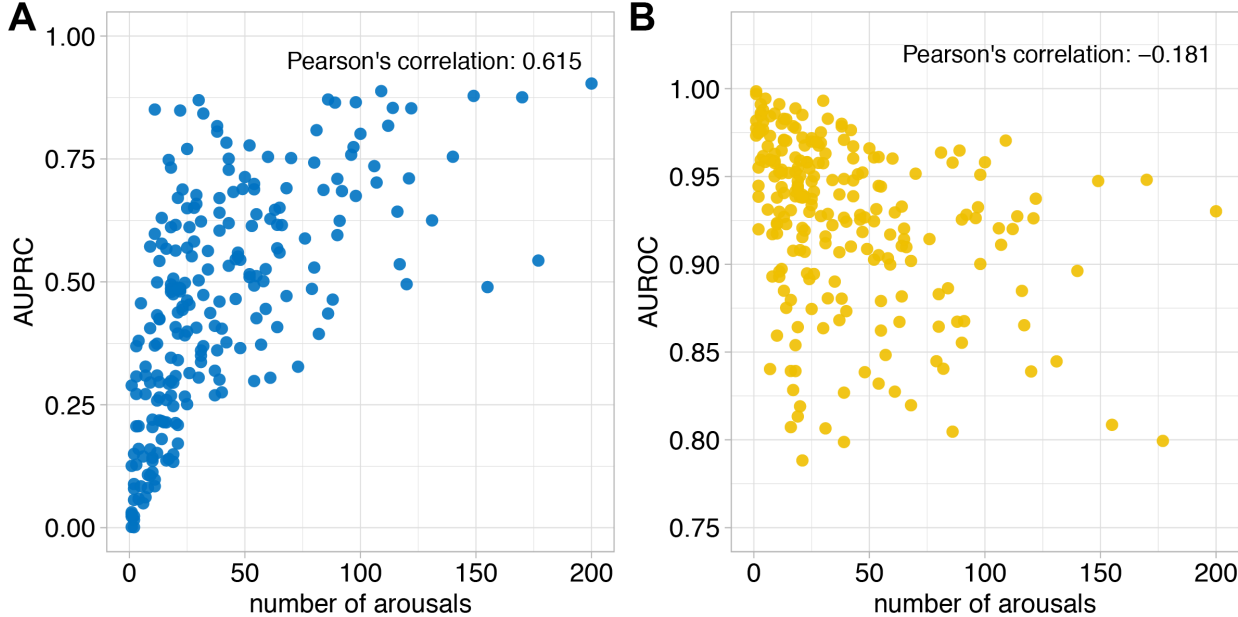 A
Pearson's correlation: 0.615
1.00
0.75
0.50
0.25
0.00
AUPRC
0 50 100 150 200
number of arousals
B
Pearson's correlation: −0.181
1.00
0.95
0.90
0.85
0.80
0.75
AUROC
0 50 100 150 200
number of arousals